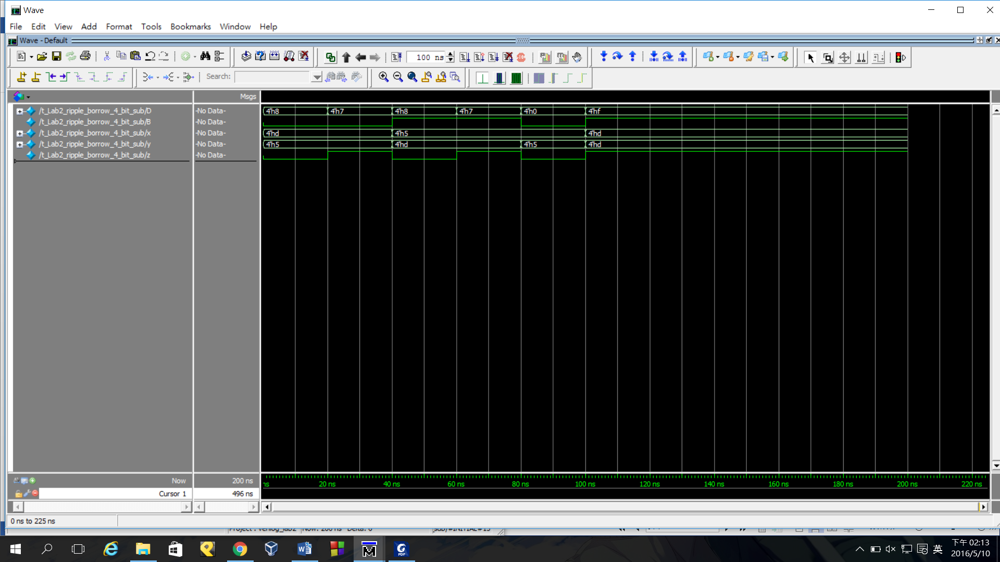 Wave
File Edit View Add Format Tools Bookmarks Window Help
Wave - Default
100 ns
Search:
Msgs
/t_Lab2_ripple_borrow_4_bit_sub/D -No Data- 4'h8 4'h7 4'h8 4'h7 4'h0 4'hf
/t_Lab2_ripple_borrow_4_bit_sub/B -No Data-
/t_Lab2_ripple_borrow_4_bit_sub/x -No Data- 4'hd 4'h5 4'hd
/t_Lab2_ripple_borrow_4_bit_sub/y -No Data- 4'h5 4'hd 4'h5 4'hd
/t_Lab2_ripple_borrow_4_bit_sub/z -No Data-
Now 200 ns
ns 20 ns 40 ns 60 ns 80 ns 100 ns 120 ns 140 ns 160 ns 180 ns 200 ns 220 ns
Cursor 1 496 ns
0 ns to 225 ns
Project : verilog_lab2 Now: 200 ns Delta: 0 sub/#INITIAL#15
英
下午 02:13
2016/5/10
PDF